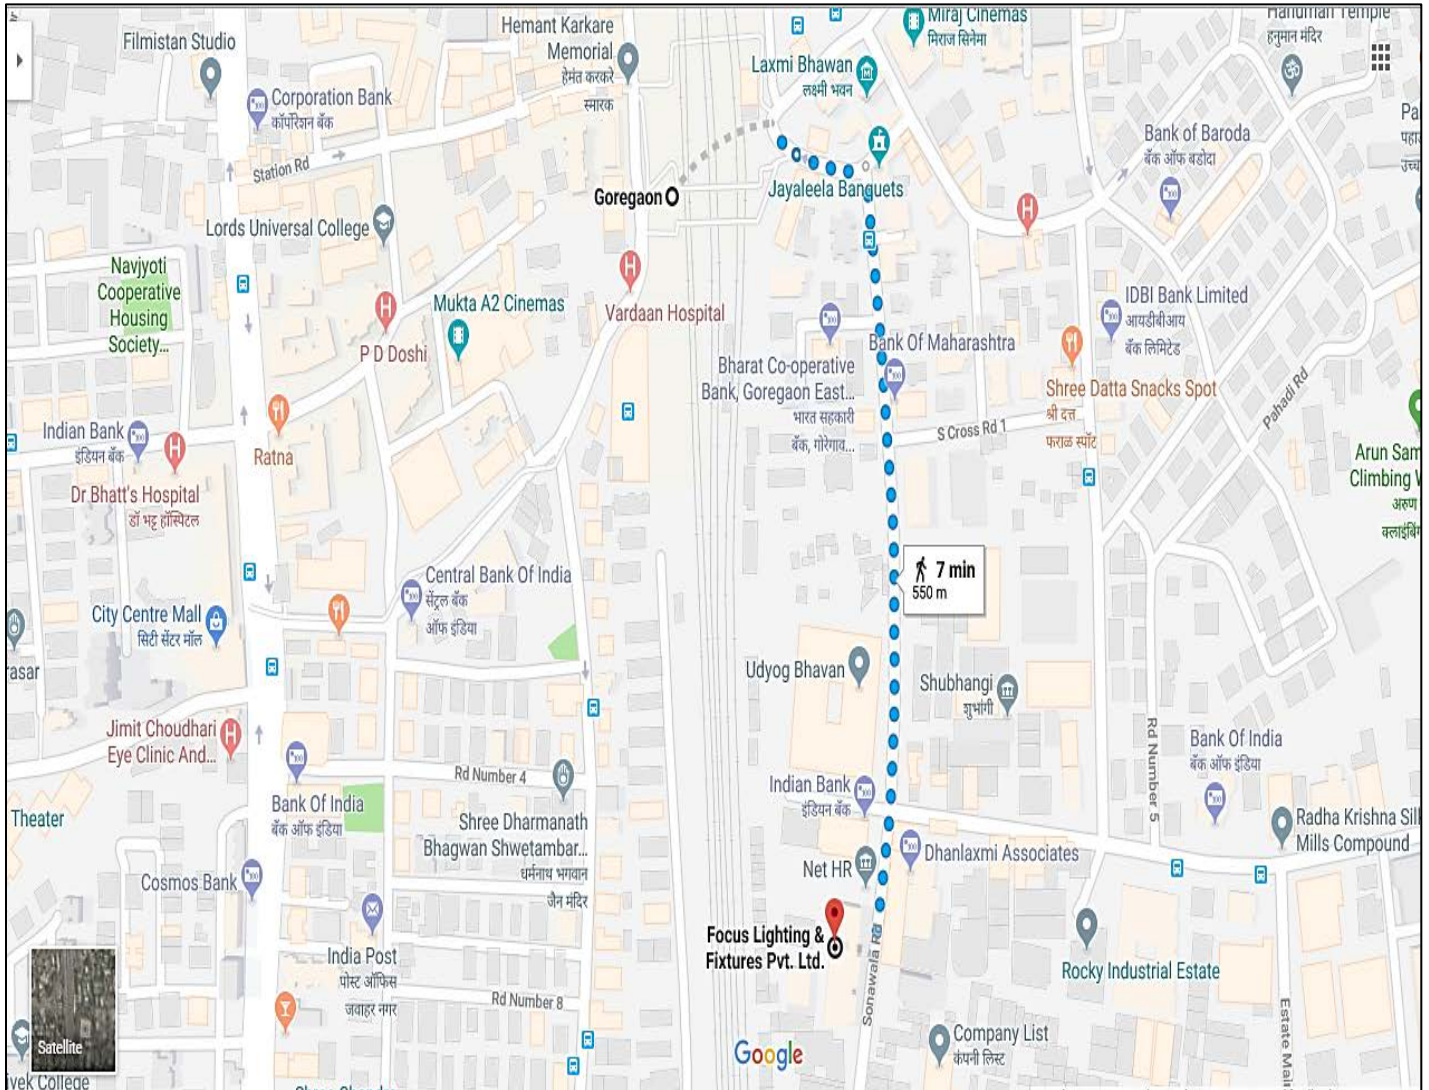 Filmistan Studio
Hemant Karkare
Memorial
हेमंत करकरे
स्मारक
Miraj Cinemas
मिराज सिनेमा
Hanuman Temple
हनुमान मंदिर
Laxmi Bhawan
लक्ष्मी भवन
Corporation Bank
कॉर्पोरेशन बँक
Station Rd
Bank of Baroda
बँक ऑफ बडोदा
Goregaon
Jayaleela Banquets
Lords Universal College
Navjyoti
Cooperative
Housing
Society...
Mukta A2 Cinemas
Vardaan Hospital
P D Doshi
IDBI Bank Limited
आयडीबीआय
बँक लिमिटेड
Bank Of Maharashtra
Bharat Co-operative
Bank, Goregaon East...
भारत सहकारी
बँक, गोरेगाव...
Shree Datta Snacks Spot
श्री दत्त
फराळ स्पॉट
Pahadi Rd
S Cross Rd 1
Indian Bank
इंडियन बँक
Ratna
Dr Bhatt's Hospital
डॉ भट्ट हॉस्पिटल
Arun Sam
Climbing
अरुण
7 min
550 m
Central Bank Of India
सेंट्रल बँक
ऑफ इंडिया
City Centre Mall
सिटी सेंटर मॉल
rasar
Udyog Bhavan
Shubhangi
शुभांगी
Jimit Choudhari
Eye Clinic And...
Rd Number 5
Bank Of India
बँक ऑफ इंडिया
Rd Number 4
Indian Bank
इंडियन बँक
Bank Of India
बँक ऑफ इंडिया
Theater
Shree Dharmanath
Bhagwan Shwetambar...
धर्मनाथ भगवान
जैन मंदिर
Radha Krishna Silk
Mills Compound
Net HR
Dhanlaxmi Associates
Cosmos Bank
Focus Lighting &
Fixtures Pvt. Ltd.
Sonawala Rd
India Post
पोस्ट ऑफिस
जवाहर नगर
Rd Number 8
Rocky Industrial Estate
Estate Main
Satellite
Google
Company List
कंपनी लिस्ट
ivek College